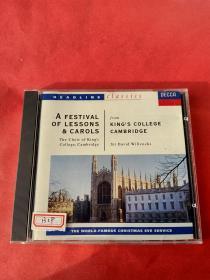 HEADLINE classics
DECCA
A FESTIVAL
OF LESSONS
& CAROLS
The Choir of King's
College, Cambridge
from
KING'S COLLEGE
CAMBRIDGE
Sir David Willcocks
THE WORLD-FAMOUS CHRISTMAS EVE SERVICE